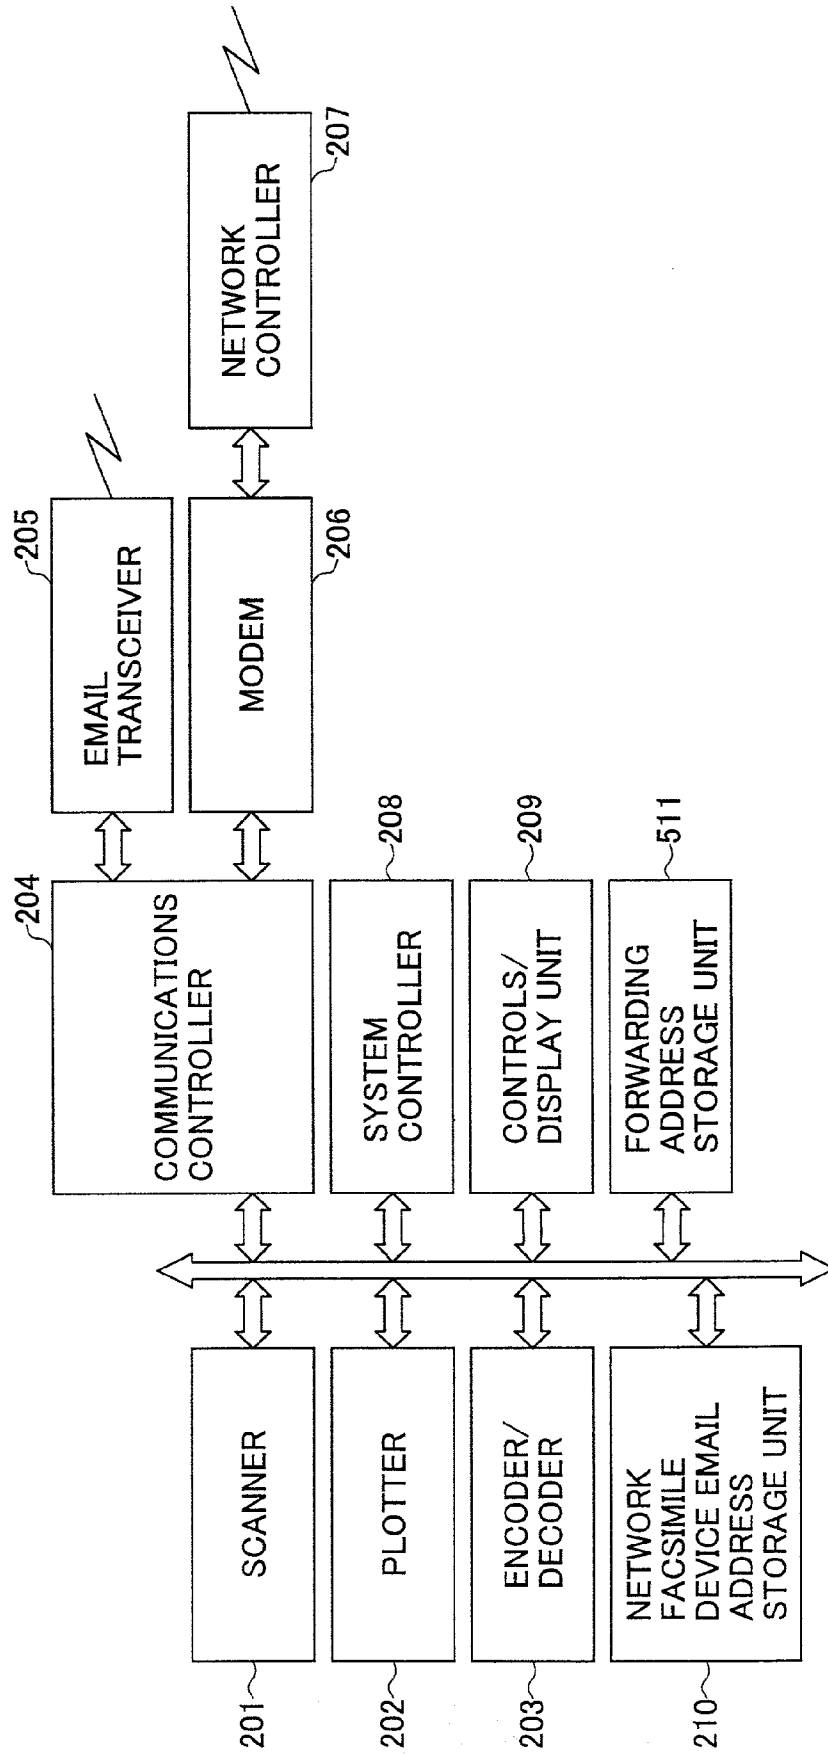 201
SCANNER
202
PLOTTER
203
ENCODER/
DECODER
210
NETWORK
FACSIMILE
DEVICE EMAIL
ADDRESS
STORAGE UNIT
204
COMMUNICATIONS
CONTROLLER
208
SYSTEM
CONTROLLER
209
CONTROLS/
DISPLAY UNIT
511
FORWARDING
ADDRESS
STORAGE UNIT
205
EMAIL
TRANSCEIVER
206
MODEM
207
NETWORK
CONTROLLER